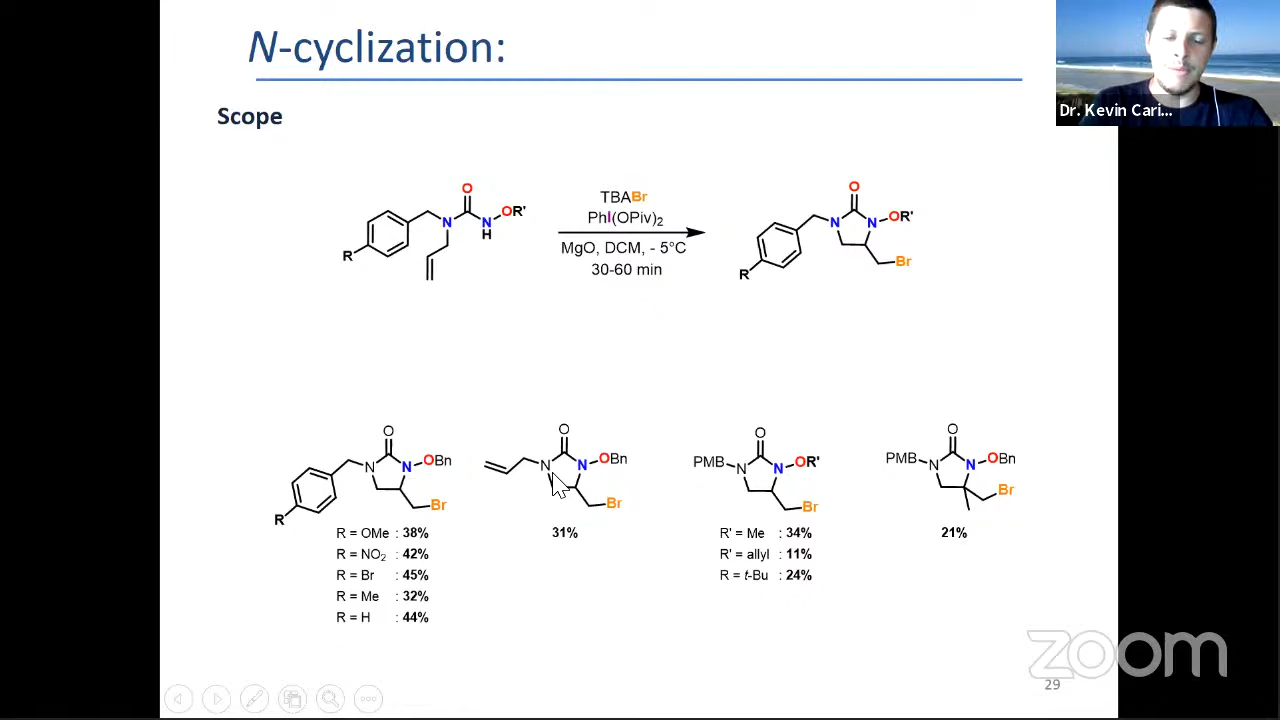 N-cyclization:
Dr. Kevin Cari...
Scope
O
OR'
N
N
H
R
TBABr
PhI(OPiv)2
MgO, DCM, - 5°C
30-60 min
O
N
N
OR'
Br
R
O
N
N
OBn
Br
R
R = OMe : 38%
R = NO2 : 42%
R = Br : 45%
R = Me : 32%
R = H : 44%
O
N
N
OBn
Br
31%
O
PMB
N
N
OR'
Br
R' = Me : 34%
R' = allyl : 11%
R = t-Bu : 24%
O
PMB
N
N
OBn
Br
21%
zoom
29